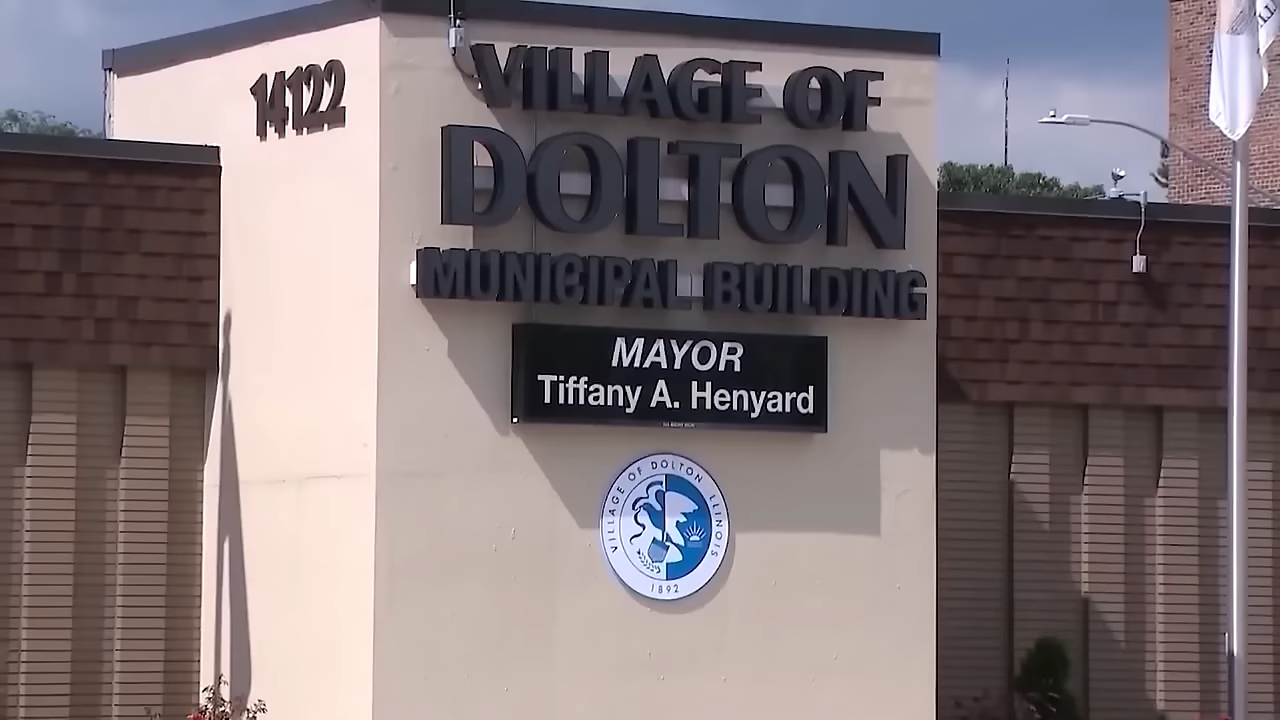 14122
VILLAGE OF
DOLTON
MUNICIPAL BUILDING
MAYOR
Tiffany A. Henyard
VILLAGE OF DOLTON ILLINOIS
1892